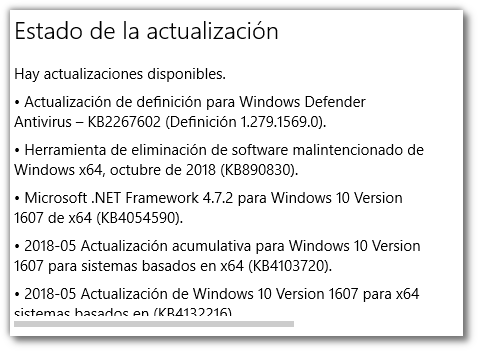 Estado de la actualización
Hay actualizaciones disponibles.
• Actualización de definición para Windows Defender
Antivirus – KB2267602 (Definición 1.279.1569.0).
• Herramienta de eliminación de software malintencionado de
Windows x64, octubre de 2018 (KB890830).
• Microsoft .NET Framework 4.7.2 para Windows 10 Version
1607 de x64 (KB4054590).
• 2018-05 Actualización acumulativa para Windows 10 Version
1607 para sistemas basados en x64 (KB4103720).
• 2018-05 Actualización de Windows 10 Version 1607 para x64
sistemas basados en (KB4132216)